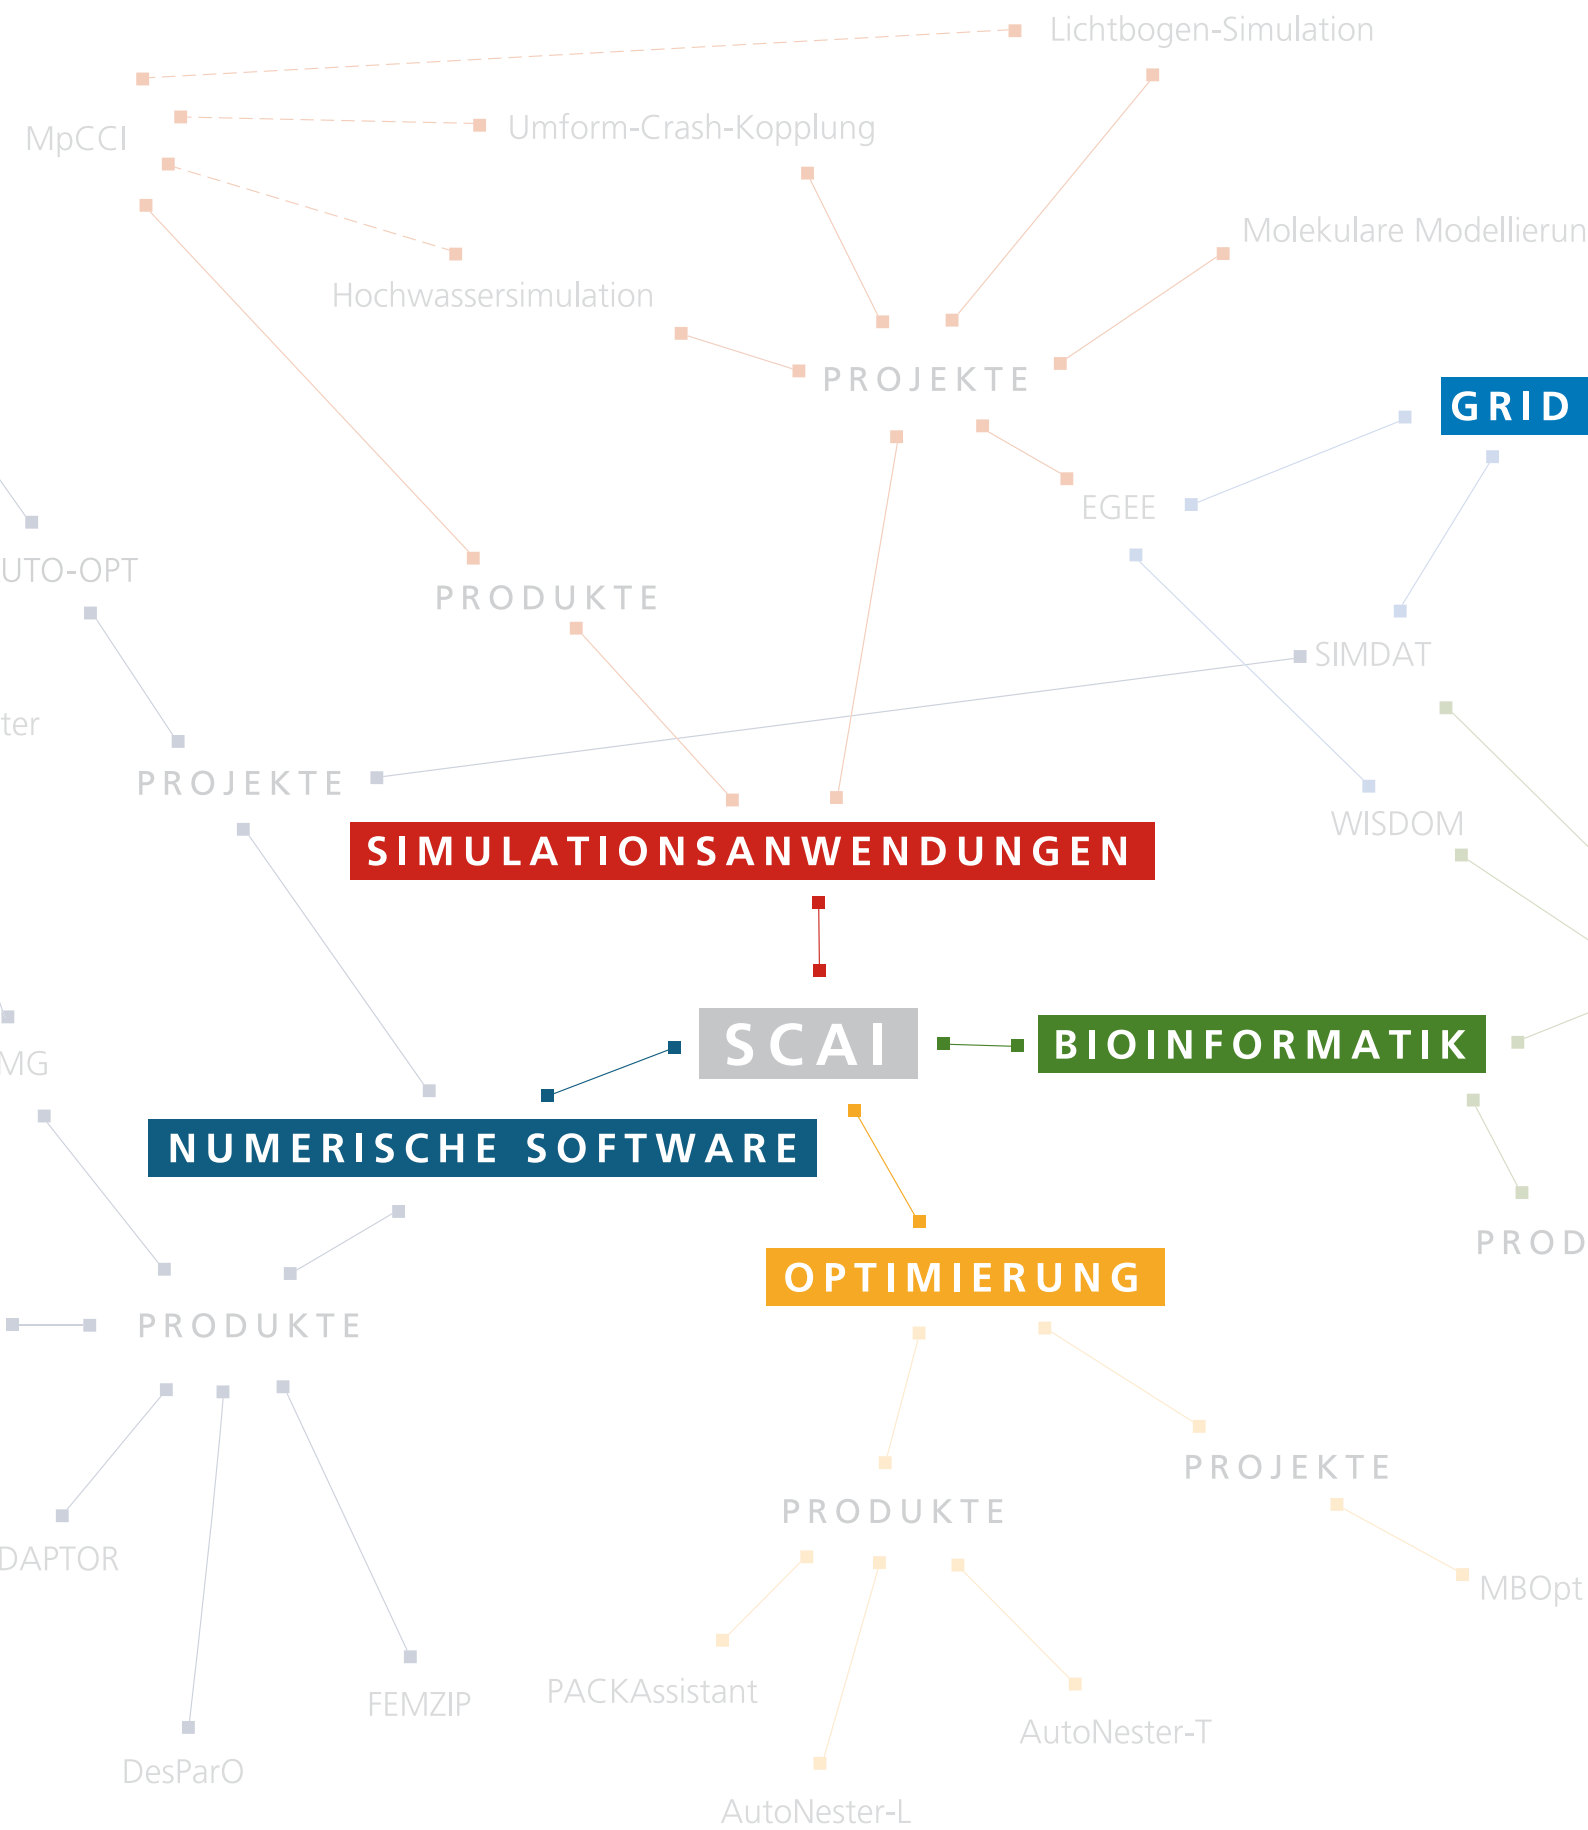 Lichtbogen-Simulation
MpCCI
Umform-Crash-Kopplung
Molekulare Modellierun
Hochwassersimulation
PROJEKTE
GRID
EGEE
UTO-OPT
PRODUKTE
SIMDAT
ter
PROJEKTE
WISDOM
SIMULATIONSANWENDUNGEN
SCAI
BIOINFORMATIK
MG
NUMERISCHE SOFTWARE
PROD
OPTIMIERUNG
PRODUKTE
PROJEKTE
PRODUKTE
DAPTOR
MBOpt
PACKAssistant
FEMZIP
AutoNester-T
DesParO
AutoNester-L